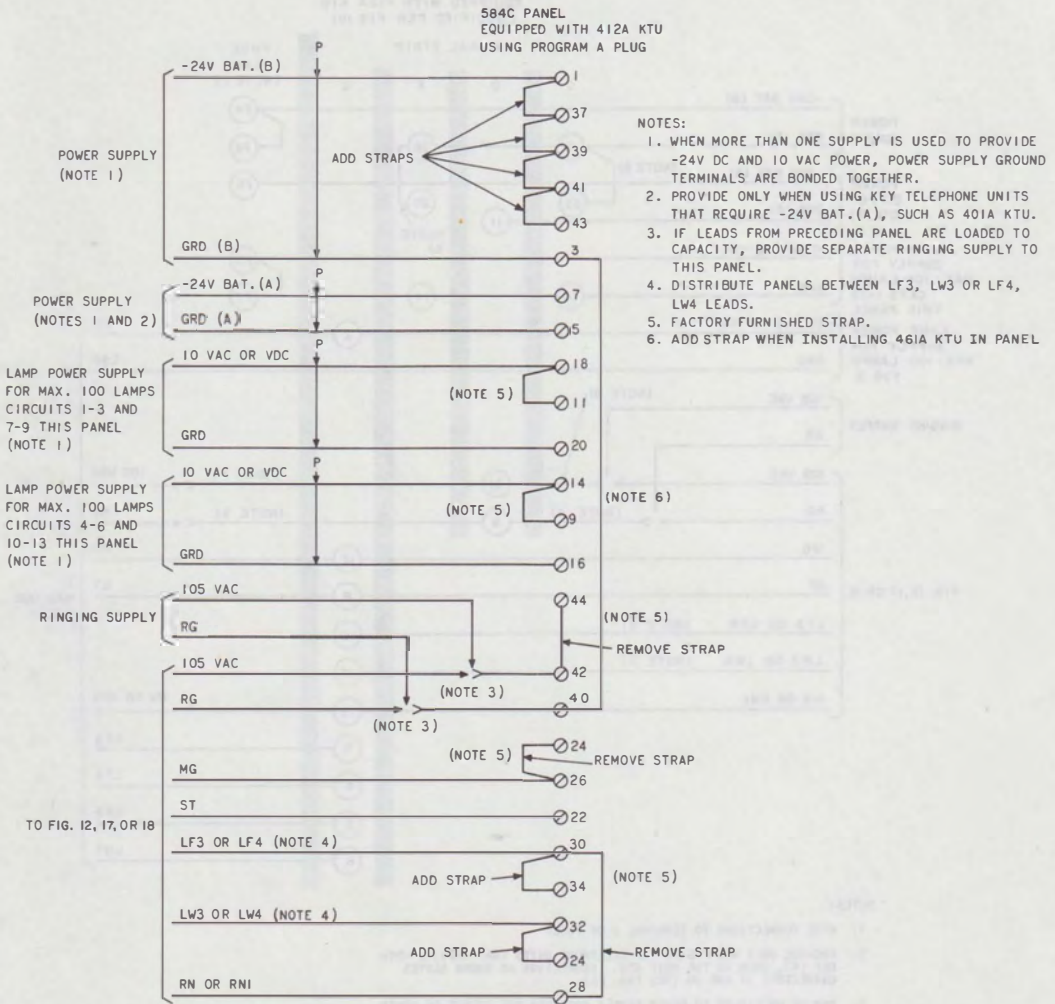 584C PANEL
EQUIPPED WITH 412A KTU
USING PROGRAM A PLUG
P
-24V BAT.(B)
1
37
39
41
43
ADD STRAPS
POWER SUPPLY
(NOTE 1)
GRD (B)
3
NOTES:
1. WHEN MORE THAN ONE SUPPLY IS USED TO PROVIDE
-24V DC AND 10 VAC POWER, POWER SUPPLY GROUND
TERMINALS ARE BONDED TOGETHER.
2. PROVIDE ONLY WHEN USING KEY TELEPHONE UNITS
THAT REQUIRE -24V BAT.(A), SUCH AS 401A KTU.
3. IF LEADS FROM PRECEDING PANEL ARE LOADED TO
CAPACITY, PROVIDE SEPARATE RINGING SUPPLY TO
THIS PANEL.
4. DISTRIBUTE PANELS BETWEEN LF3, LW3 OR LF4,
LW4 LEADS.
5. FACTORY FURNISHED STRAP.
6. ADD STRAP WHEN INSTALLING 461A KTU IN PANEL
P
-24V BAT.(A)
7
POWER SUPPLY
(NOTES 1 AND 2)
GRD (A)
5
P
10 VAC OR VDC
18
(NOTE 5)
11
LAMP POWER SUPPLY
FOR MAX. 100 LAMPS
CIRCUITS 1-3 AND
7-9 THIS PANEL
(NOTE 1)
GRD
20
P
10 VAC OR VDC
14
(NOTE 5)
9
(NOTE 6)
LAMP POWER SUPPLY
FOR MAX. 100 LAMPS
CIRCUITS 4-6 AND
10-13 THIS PANEL
(NOTE 1)
GRD
16
105 VAC
44
RINGING SUPPLY
RG
(NOTE 5)
REMOVE STRAP
105 VAC
42
(NOTE 3)
RG
40
(NOTE 3)
24
(NOTE 5)
REMOVE STRAP
MG
26
ST
22
TO FIG. 12, 17, OR 18
LF3 OR LF4 (NOTE 4)
30
ADD STRAP
34
(NOTE 5)
LW3 OR LW4 (NOTE 4)
32
ADD STRAP
24
REMOVE STRAP
RN OR RN1
28